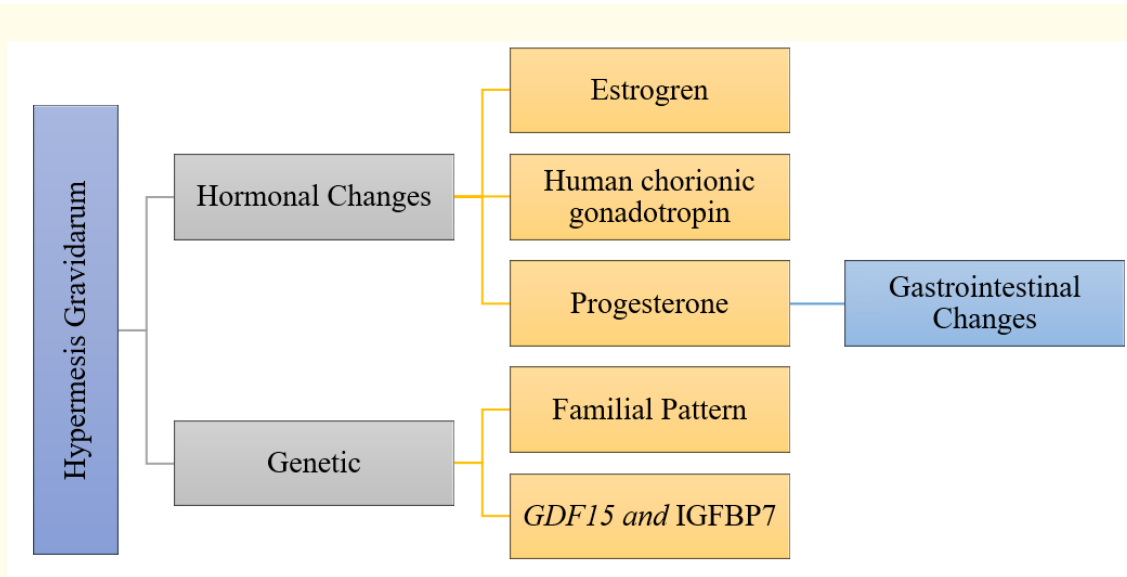 Hypermesis Gravidarum
Hormonal Changes
Genetic
Estrogren
Human chorionic
gonadotropin
Progesterone
Familial Pattern
GDF15 and IGFBP7
Gastrointestinal
Changes